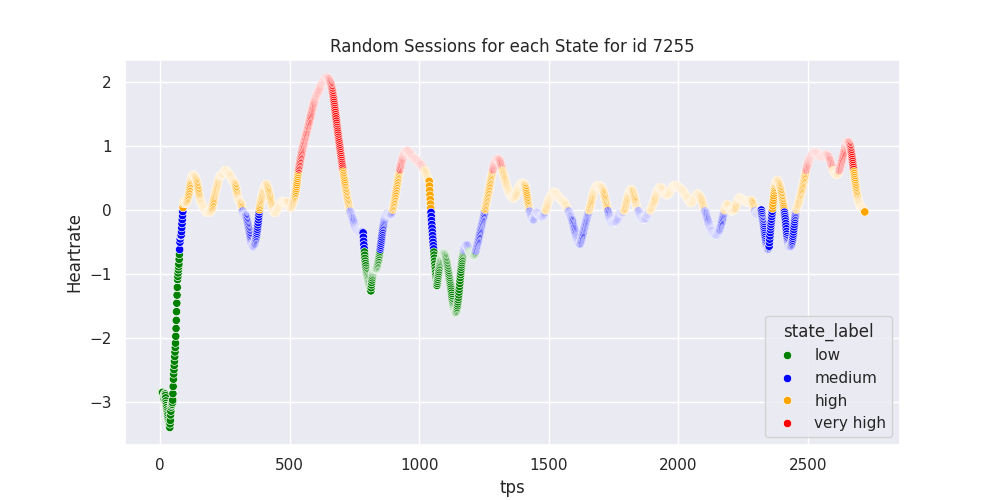 Random Sessions for each State for id 7255
Heartrate
2
1
0
−1
−2
−3
0 500 1000 1500 2000 2500
tps
state_label
low
medium
high
very high